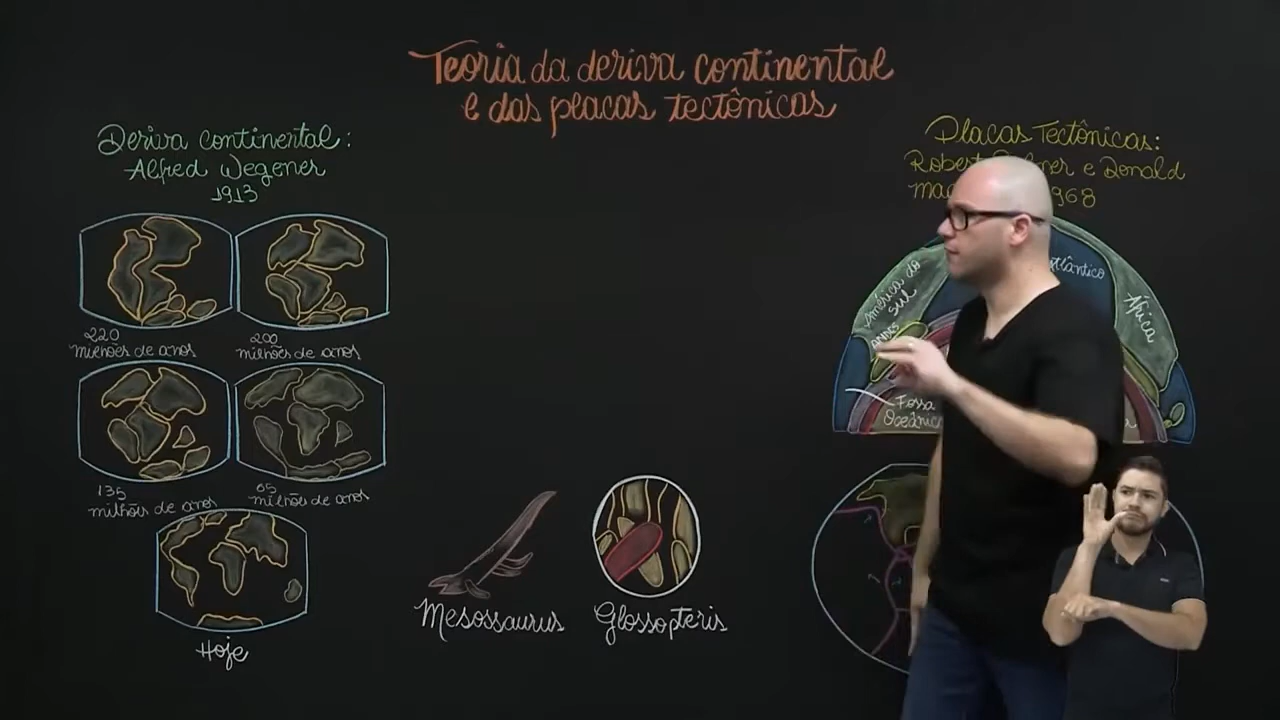 Teoria da deriva continental
e das placas tectônicas
Deriva continental:
Alfred Wegener
1913
220
milhões de anos
200
milhões de anos
135
milhões de anos
65
milhões de anos
Hoje
Mesossaurus
Glossopteris
Placas Tectônicas:
Robert e Donald
América do
Sul
Atlântico
África
ANDES
Fossa